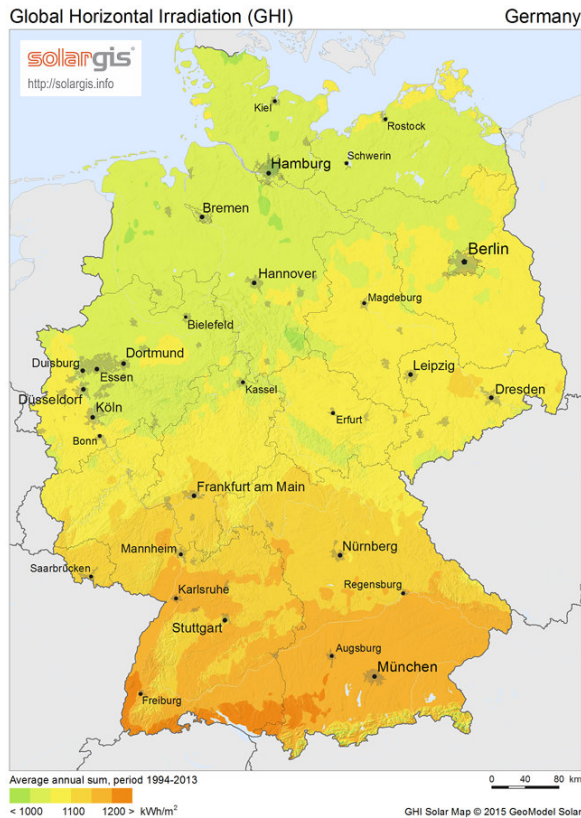 Global Horizontal Irradiation (GHI) Germany
solargis®
http://solargis.info
Kiel
Rostock
Schwerin
Hamburg
Bremen
Berlin
Hannover
Magdeburg
Bielefeld
Dortmund
Duisburg
Essen
Leipzig
Kassel
Düsseldorf
Dresden
Köln
Erfurt
Bonn
Frankfurt am Main
Mannheim
Nürnberg
Saarbrücken
Regensburg
Karlsruhe
Stuttgart
Augsburg
München
Freiburg
Average annual sum, period 1994-2013
0 40 80 km
< 1000 1100 1200 > kWh/m²
GHI Solar Map © 2015 GeoModel Solar